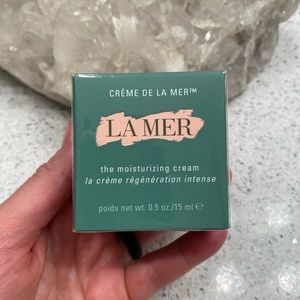 CRÈME DE LA MER™
LA MER
the moisturizing cream
la crème régénération intense
poids net wt. 0.5 oz./15 ml ℮